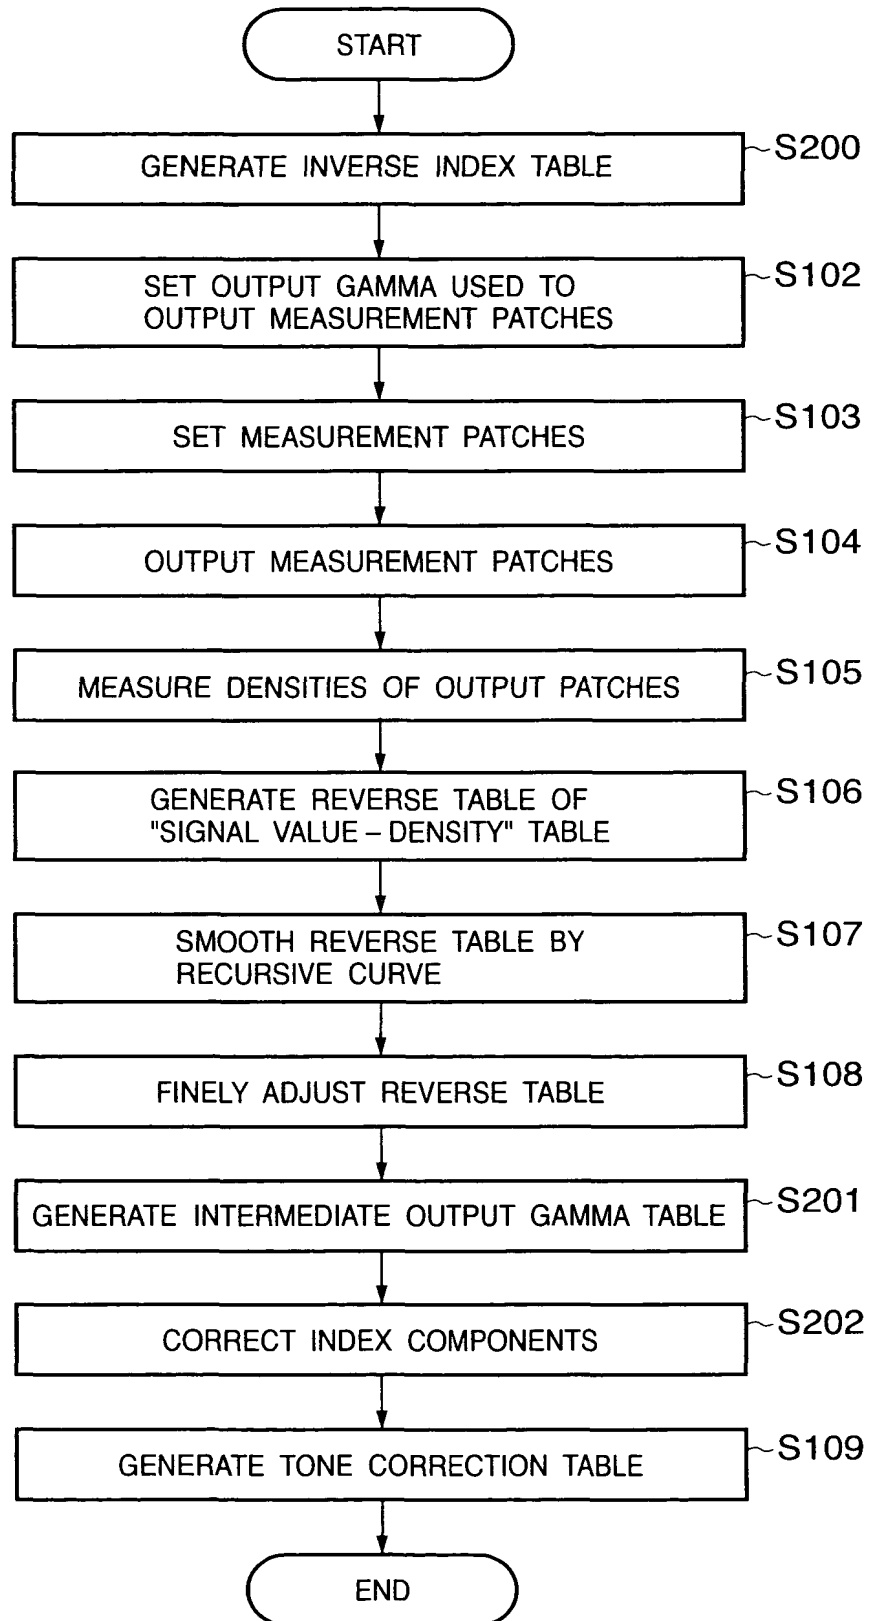 START
GENERATE INVERSE INDEX TABLE
S200
SET OUTPUT GAMMA USED TO
OUTPUT MEASUREMENT PATCHES
S102
SET MEASUREMENT PATCHES
S103
OUTPUT MEASUREMENT PATCHES
S104
MEASURE DENSITIES OF OUTPUT PATCHES
S105
GENERATE REVERSE TABLE OF
"SIGNAL VALUE – DENSITY" TABLE
S106
SMOOTH REVERSE TABLE BY
RECURSIVE CURVE
S107
FINELY ADJUST REVERSE TABLE
S108
GENERATE INTERMEDIATE OUTPUT GAMMA TABLE
S201
CORRECT INDEX COMPONENTS
S202
GENERATE TONE CORRECTION TABLE
S109
END